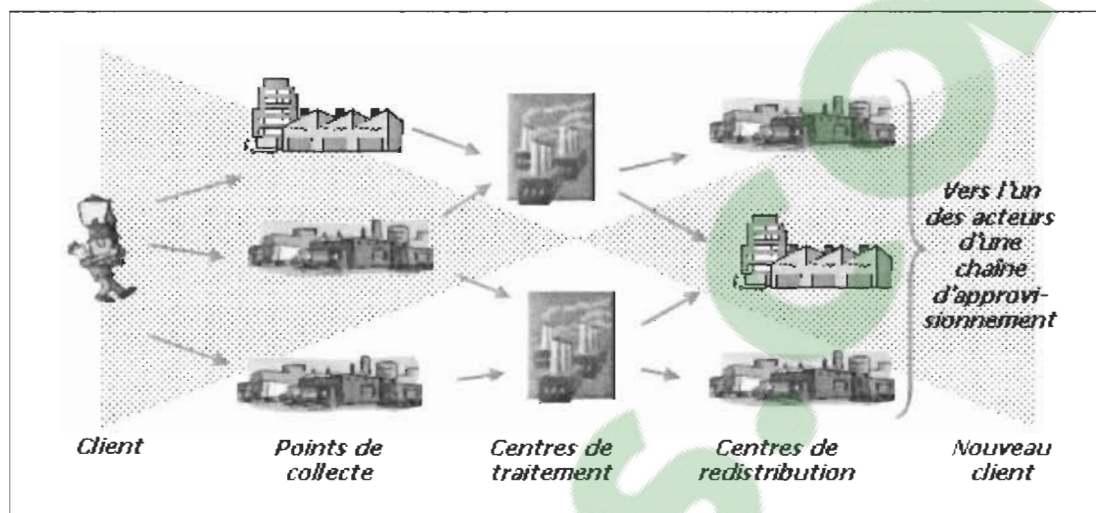 Vers l'un
des acteurs
d'une
chaîne
d'approvi-
sionnement
Client
Points de
collecte
Centres de
traitement
Centres de
redistribution
Nouveau
client